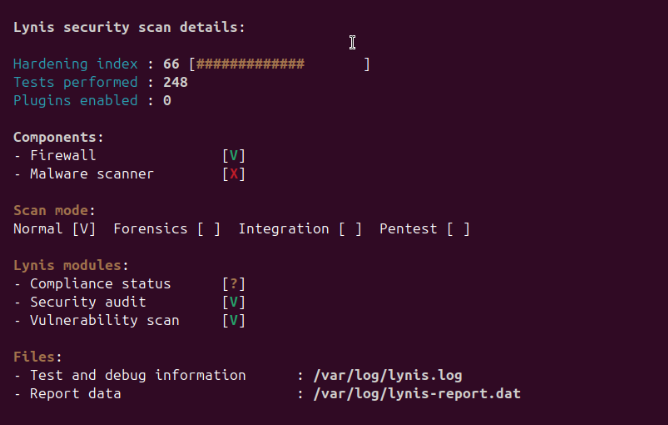 Lynis security scan details:
Hardening index : 66 [#############       ]
Tests performed : 248
Plugins enabled : 0
Components:
- Firewall               [V]
- Malware scanner        [X]
Scan mode:
Normal [V]  Forensics [ ]  Integration [ ]  Pentest [ ]
Lynis modules:
- Compliance status      [?]
- Security audit         [V]
- Vulnerability scan     [V]
Files:
- Test and debug information      : /var/log/lynis.log
- Report data                     : /var/log/lynis-report.dat